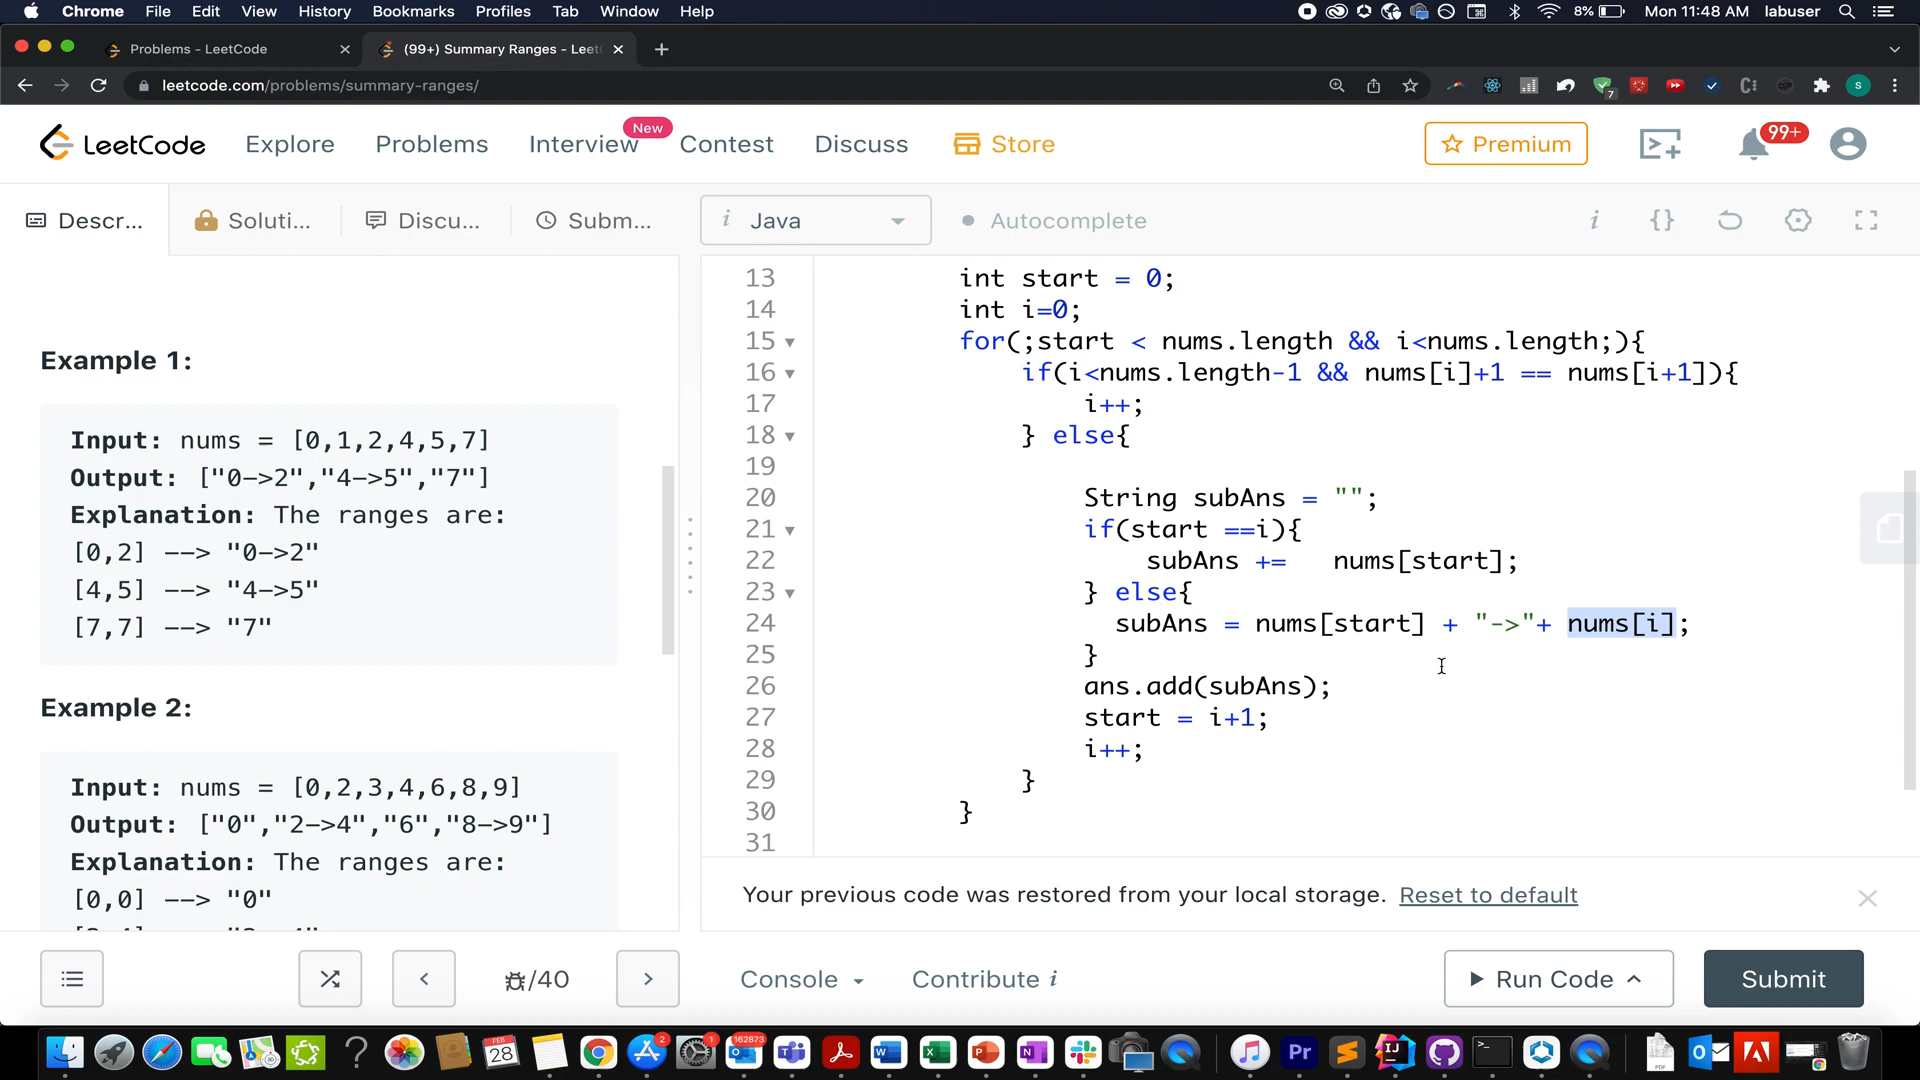 Chrome File Edit View History Bookmarks Profiles Tab Window Help 8% Mon 11:48 AM labuser
Problems - LeetCode
(99+) Summary Ranges - Leet
leetcode.com/problems/summary-ranges/
7
S
LeetCode Explore Problems Interview New Contest Discuss Store Premium 99+
Descr... Soluti... Discu... Subm...
i Java Autocomplete
Example 1:
Input: nums = [0,1,2,4,5,7]
Output: ["0->2","4->5","7"]
Explanation: The ranges are:
[0,2] --> "0->2"
[4,5] --> "4->5"
[7,7] --> "7"
Example 2:
Input: nums = [0,2,3,4,6,8,9]
Output: ["0","2->4","6","8->9"]
Explanation: The ranges are:
[0,0] --> "0"
13 int start = 0;
14 int i=0;
15 for(;start < nums.length && i<nums.length;){
16 if(i<nums.length-1 && nums[i]+1 == nums[i+1]){
17 i++;
18 } else{
19
20 String subAns = "";
21 if(start ==i){
22 subAns += nums[start];
23 } else{
24 subAns = nums[start] + "->"+ nums[i];
25 }
26 ans.add(subAns);
27 start = i+1;
28 i++;
29 }
30 }
31
Your previous code was restored from your local storage. Reset to default
/40
Console Contribute i
Run Code
Submit
FEB 28
2
1
162873
Pr